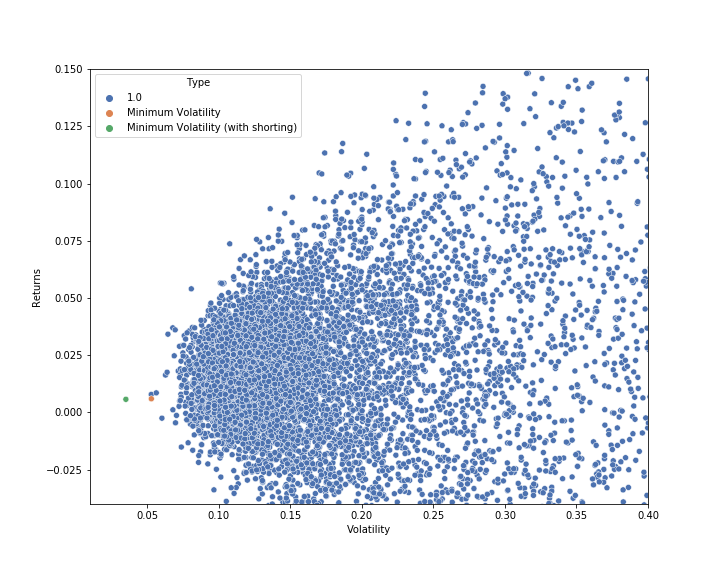 Type
1.0
Minimum Volatility
Minimum Volatility (with shorting)
Returns
0.150
0.125
0.100
0.075
0.050
0.025
0.000
−0.025
0.05 0.10 0.15 0.20 0.25 0.30 0.35 0.40
Volatility